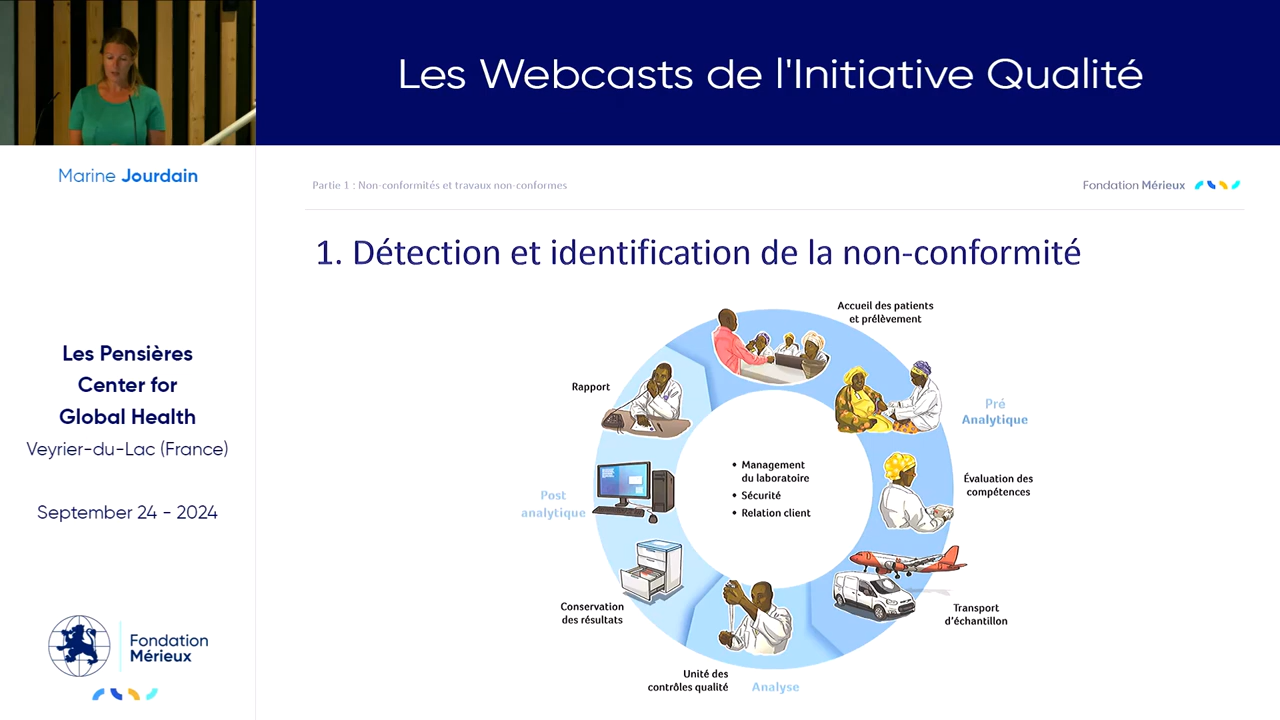 Les Webcasts de l'Initiative Qualité
Marine Jourdain
Les Pensières
Center for
Global Health
Veyrier-du-Lac (France)
September 24 - 2024
Fondation
Mérieux
Partie 1 : Non-conformités et travaux non-conformes
Fondation Mérieux
1. Détection et identification de la non-conformité
Accueil des patients
et prélèvement
Pré
Analytique
Évaluation des
compétences
Transport
d'échantillon
Analyse
Unité des
contrôles qualité
Conservation
des résultats
Post
analytique
Rapport
• Management
du laboratoire
• Sécurité
• Relation client